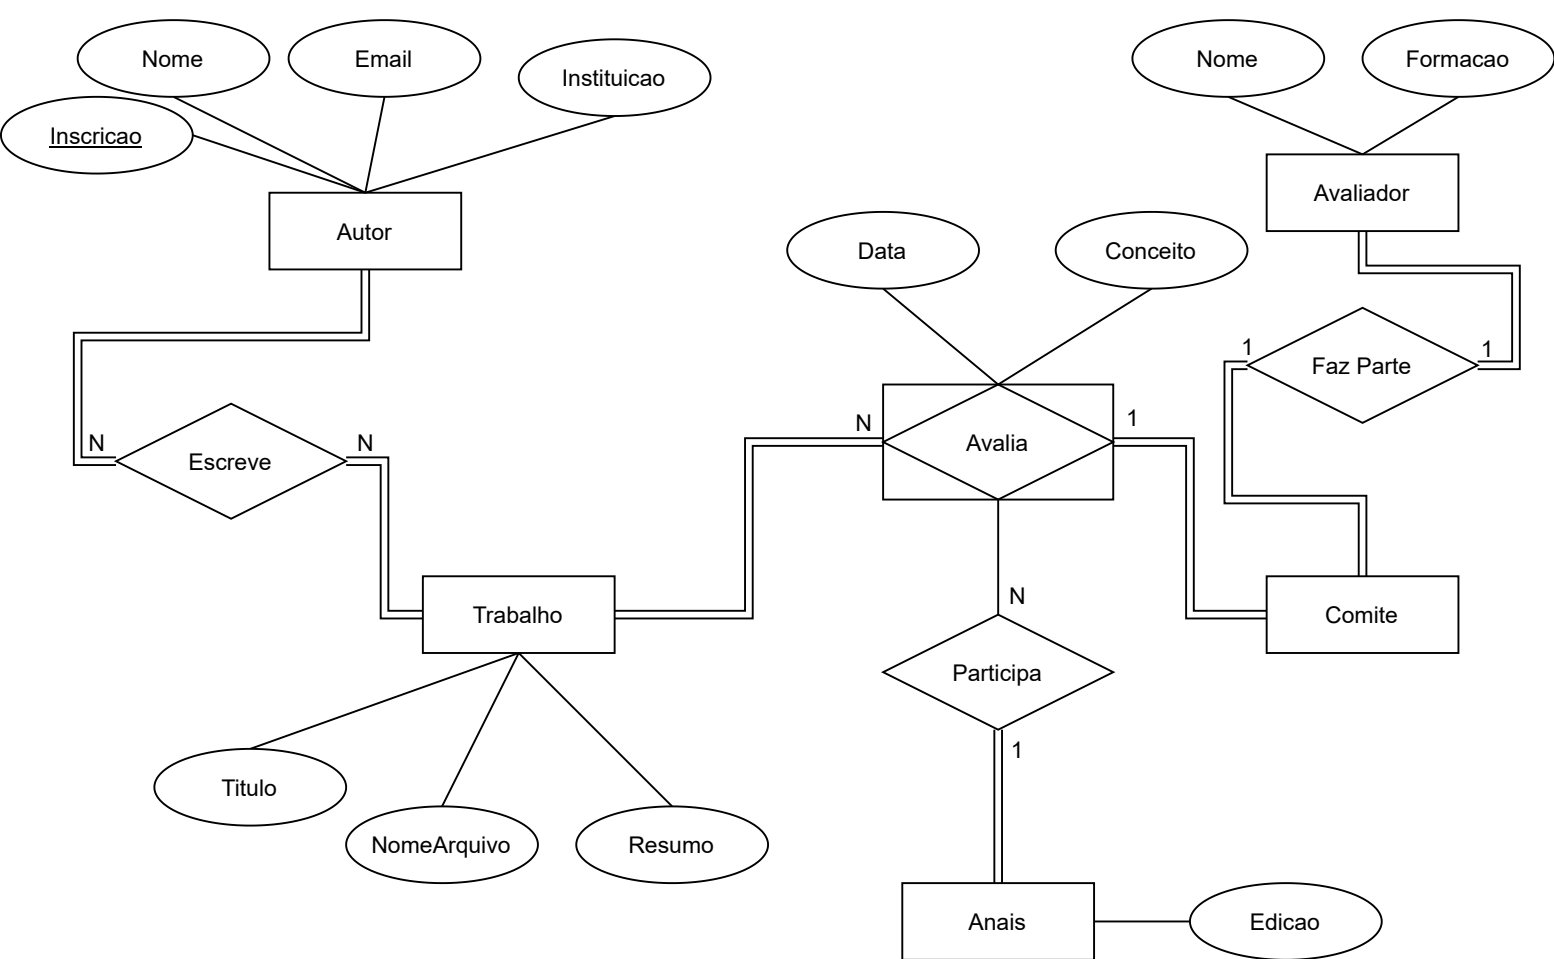 Nome
Email
Instituicao
Inscricao
Autor
Nome
Formacao
Avaliador
Data
Conceito
1
Faz Parte
1
N
Escreve
N
N
Avalia
1
Trabalho
N
Comite
Participa
1
Titulo
NomeArquivo
Resumo
Anais
Edicao